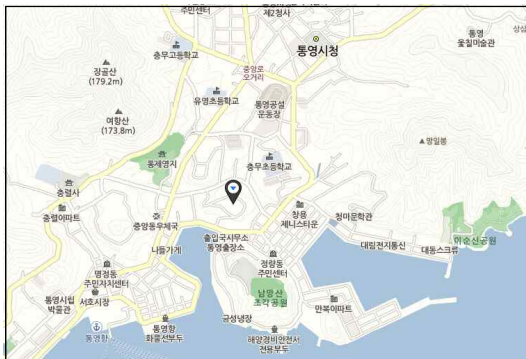 주민센터
제2청사
통영시청
통영
옻칠미술관
충무고등학교
중앙로
오거리
장골산
(179.2m)
유영초등학교
통영공설
운동장
여항산
(173.8m)
망일봉
통제영지
충무초등학교
충렬사
충렬아파트
중앙동우체국
창용
제니스타운
청마문학관
이순신공원
나들가게
출입국사무소
통영출장소
대림전지통신
대동스크류
명정동
주민자치센터
정량동
주민센터
통영시립
박물관
서호시장
남망산
조각공원
만복아파트
금성냉장
통영항
통영항
화물선부두
해양경비안전서
전용부두